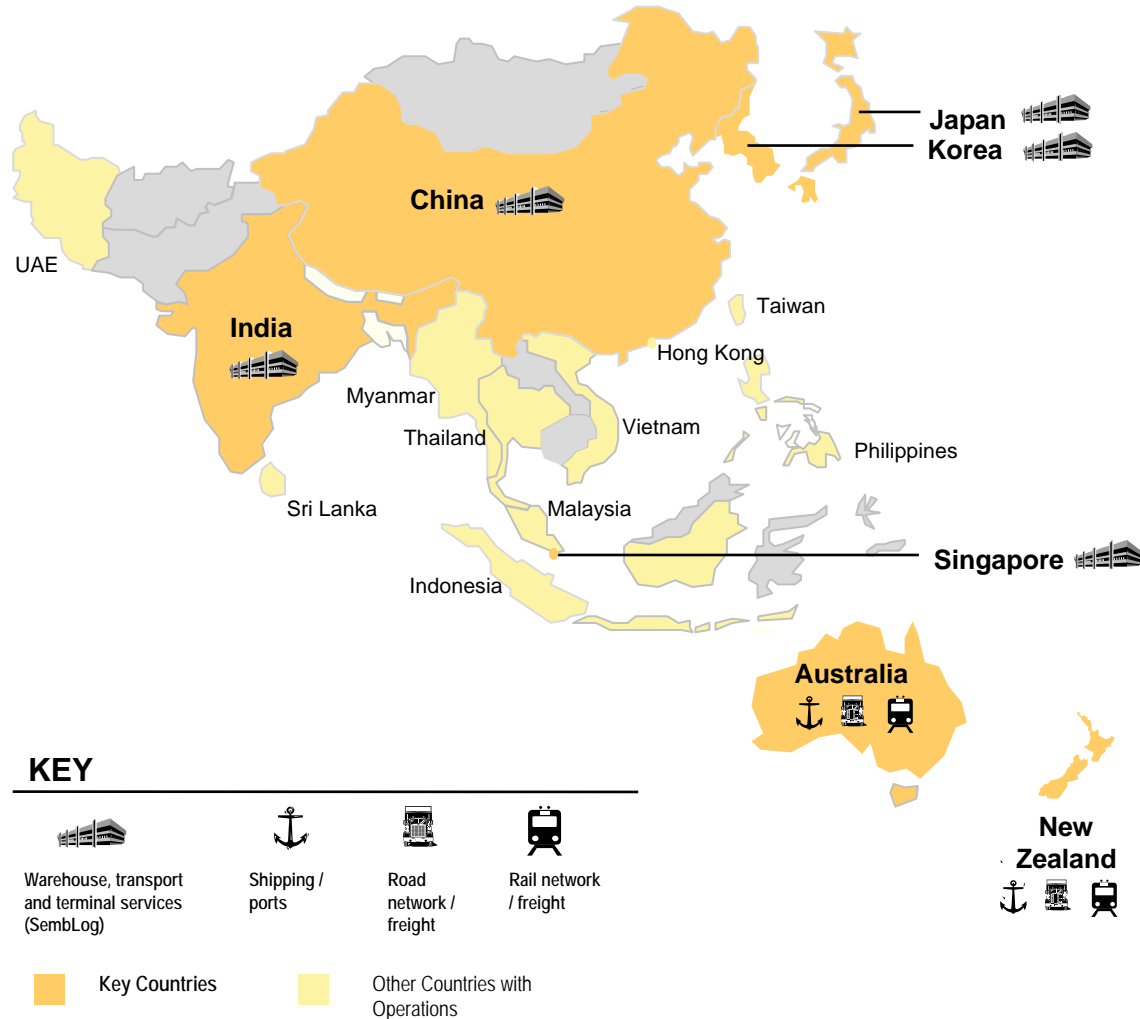 Japan
Korea
China
UAE
Taiwan
India
Hong Kong
Myanmar
Thailand
Vietnam
Philippines
Sri Lanka
Malaysia
Singapore
Indonesia
Australia
KEY
New
Zealand
Warehouse, transport
and terminal services
(SembLog)
Shipping /
ports
Road
network /
freight
Rail network
/ freight
Key Countries
Other Countries with
Operations